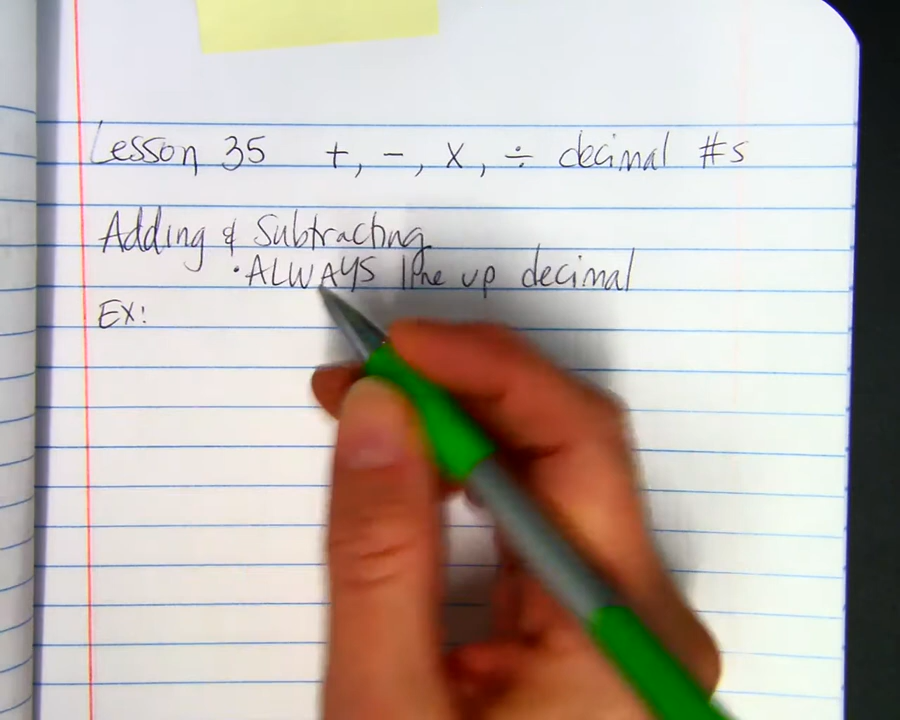 Lesson 35 +, -, x, ÷ decimal #s
Adding & Subtracting
·ALWAYS line up decimal
EX: